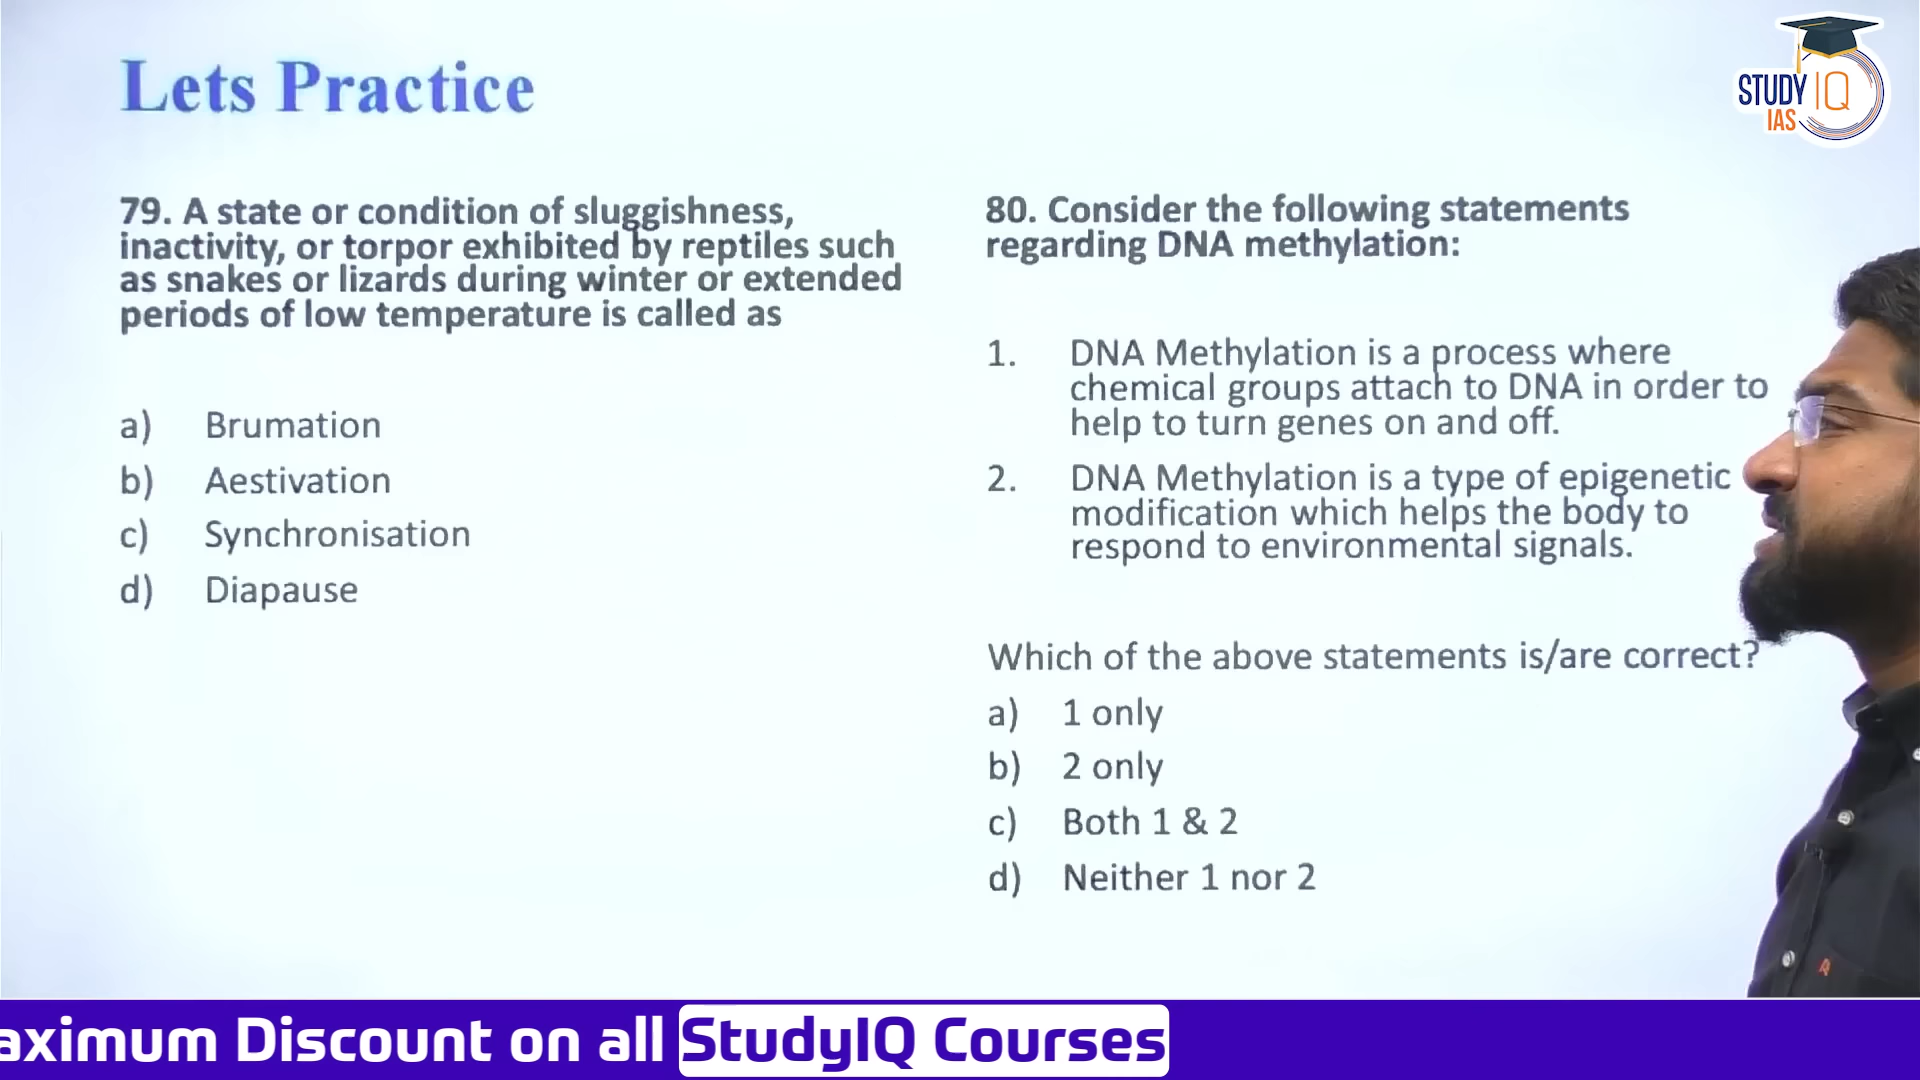 Lets Practice
STUDY IQ
IAS
79. A state or condition of sluggishness,
inactivity, or torpor exhibited by reptiles such
as snakes or lizards during winter or extended
periods of low temperature is called as
a) Brumation
b) Aestivation
c) Synchronisation
d) Diapause
80. Consider the following statements
regarding DNA methylation:
1. DNA Methylation is a process where
chemical groups attach to DNA in order to
help to turn genes on and off.
2. DNA Methylation is a type of epigenetic
modification which helps the body to
respond to environmental signals.
Which of the above statements is/are correct?
a) 1 only
b) 2 only
c) Both 1 & 2
d) Neither 1 nor 2
aximum Discount on all StudyIQ Courses